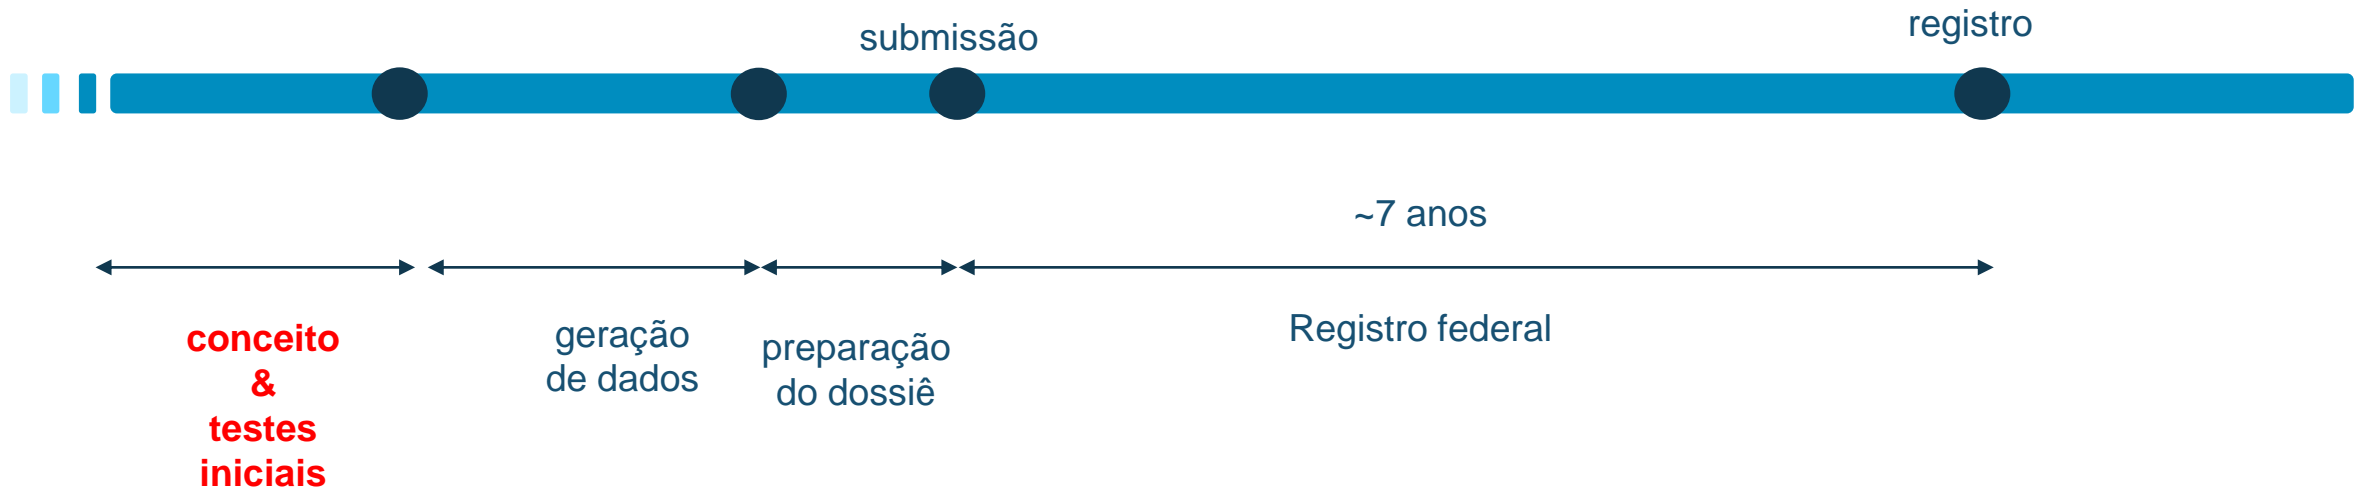 submissão
registro
~7 anos
conceito
&
testes
iniciais
geração
de dados
preparação
do dossiê
Registro federal